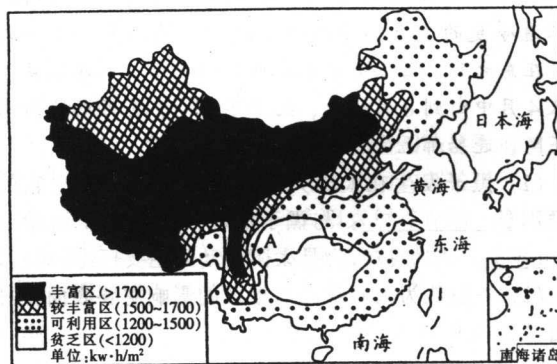 日本海
黄海
东海
A
南海
南海诸岛
丰富区(>1700)
较丰富区(1500~1700)
可利用区(1200~1500)
贫乏区(<1200)
单位:kw·h/m²